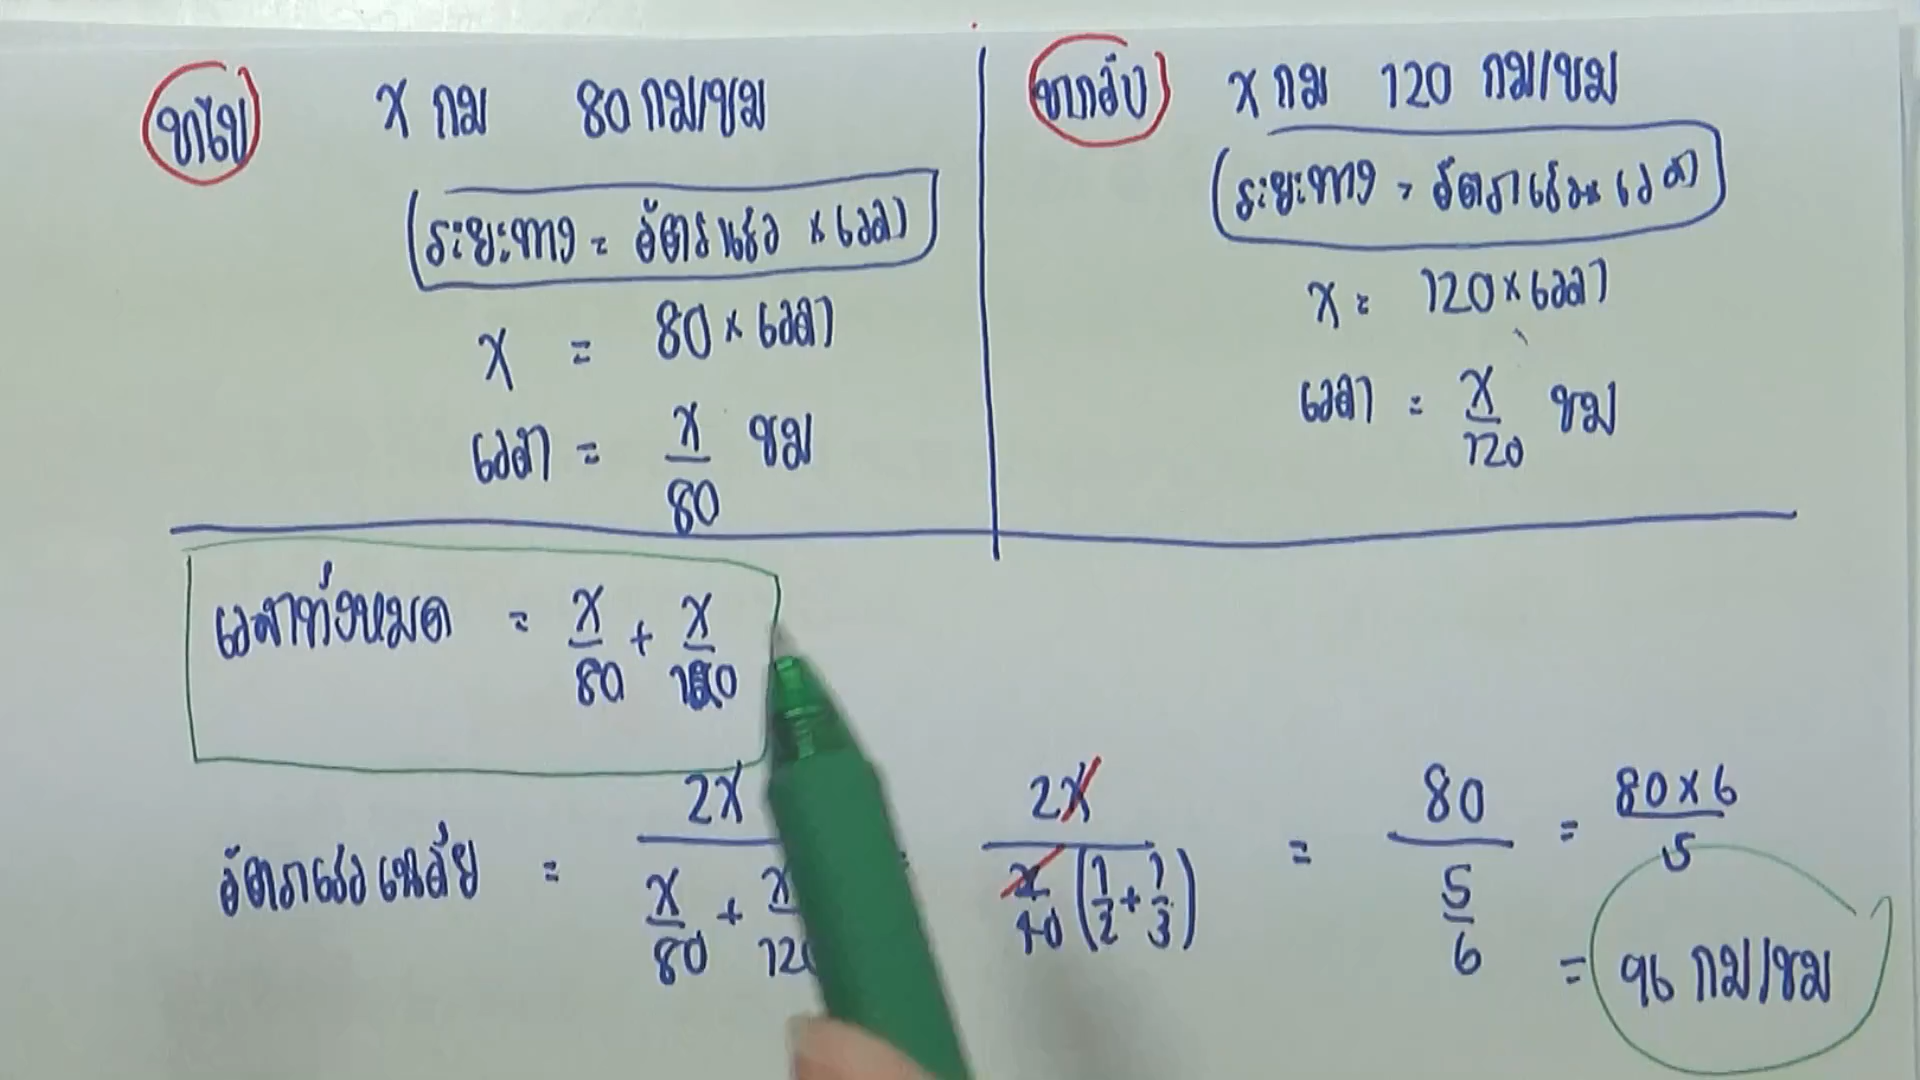 ขาไป x กม 80 กม/ชม
(ระยะทาง = อัตราเร็ว × เวลา)
x = 80 × เวลา
เวลา = x/80 ชม
ขากลับ x กม 120 กม/ชม
(ระยะทาง = อัตราเร็ว × เวลา)
x = 120 × เวลา
เวลา = x/120 ชม
เวลาทั้งหมด = x/80 + x/120
อัตราเร็วเฉลี่ย = 2x/(x/80 + x/120 2x/(x/40 (1/2 + 1/3)) = 80/(5/6) = 80 × 6/5
= 96 กม/ชม